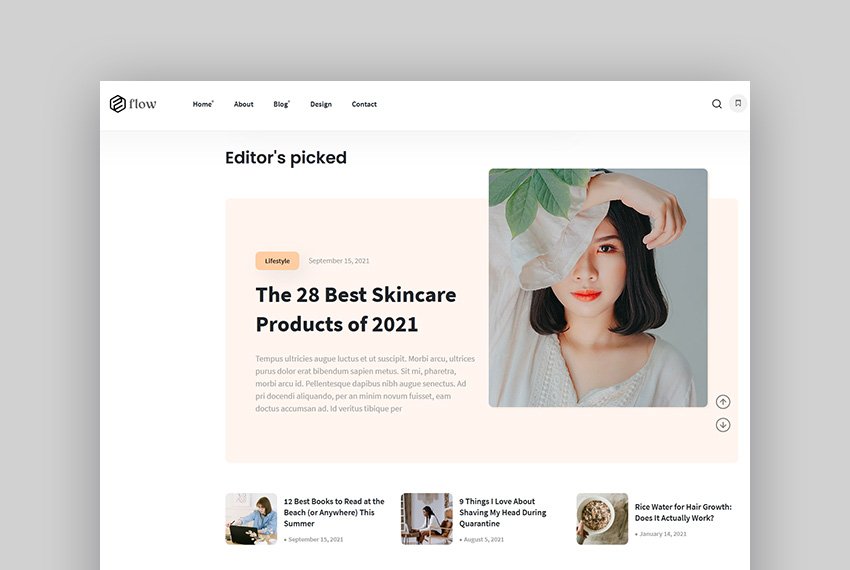 flow
Home
About
Blog
Design
Contact
Editor's picked
Lifestyle
September 15, 2021
The 28 Best Skincare
Products of 2021
Tempus ultricies augue luctus et ut suscipit. Morbi arcu, ultrices
purus dolor erat bibendum sapien metus. Sit mi, pharetra,
morbi arcu id. Pellentesque dapibus nibh augue senectus. Ad
pri docendi aliquando, per an minim novum fuisset, eam
doctus accumsan ad. Id veritus tibique per
12 Best Books to Read at the
Beach (or Anywhere) This
Summer
• September 15, 2021
9 Things I Love About
Shaving My Head During
Quarantine
• August 5, 2021
Rice Water for Hair Growth:
Does It Actually Work?
• January 14, 2021